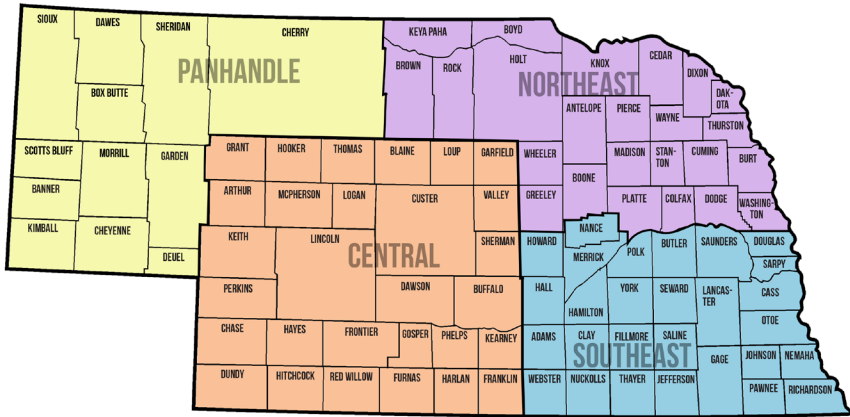 SIOUX
DAWES
SHERIDAN
CHERRY
PANHANDLE
BOX BUTTE
SCOTTS BLUFF
MORRILL
GARDEN
BANNER
KIMBALL
CHEYENNE
DEUEL
KEYA PAHA
BOYD
BROWN
ROCK
HOLT
NORTHEAST
KNOX
CEDAR
DIXON
DAK-
OTA
ANTELOPE
PIERCE
WAYNE
THURSTON
WHEELER
MADISON
STAN-
TON
CUMING
BURT
BOONE
GREELEY
PLATTE
COLFAX
DODGE
WASHING-
TON
GRANT
HOOKER
THOMAS
BLAINE
LOUP
GARFIELD
ARTHUR
MCPHERSON
LOGAN
CUSTER
VALLEY
KEITH
LINCOLN
CENTRAL
SHERMAN
PERKINS
DAWSON
BUFFALO
CHASE
HAYES
FRONTIER
GOSPER
PHELPS
KEARNEY
DUNDY
HITCHCOCK
RED WILLOW
FURNAS
HARLAN
FRANKLIN
NANCE
HOWARD
MERRICK
POLK
BUTLER
SAUNDERS
DOUGLAS
SARPY
HALL
HAMILTON
YORK
SEWARD
LANCAS-
TER
CASS
OTOE
ADAMS
CLAY
FILLMORE
SALINE
SOUTHEAST
GAGE
JOHNSON
NEMAHA
WEBSTER
NUCKOLLS
THAYER
JEFFERSON
PAWNEE
RICHARDSON